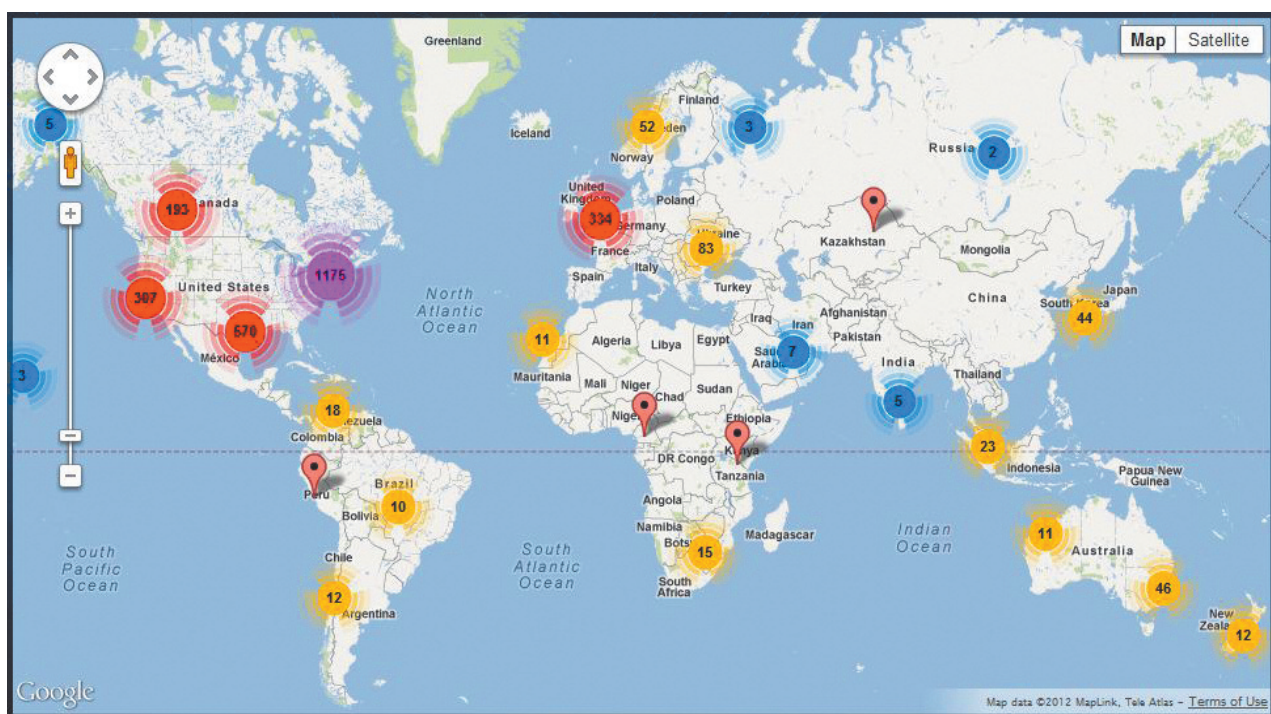 Greenland
Map Satellite
Finland
5
Iceland
52
eden
3
Norway
Russia
2
United
Kingdom
Poland
193
anada
334
Germany
Ukraine
83
Kazakhstan
Mongolia
France
Italy
Spain
Turkey
1175
United States
North
Atlantic
Ocean
China
Japan
South Korea
44
Iraq
Iran
Afghanistan
Pakistan
570
México
11
Algeria
Libya
Egypt
Saudi
Arabia
7
India
3
Mauritania
Mali
Niger
Chad
Sudan
Thailand
18
ezuela
Colombia
Nigeria
Ethiopia
5
Kenya
23
DR Congo
Tanzania
Indonesia
Papua New
Guinea
Peru
Brazil
10
Bolivia
Angola
Namibia
Bots
15
Madagascar
Indian
Ocean
11
Australia
South
Pacific
Ocean
South
Atlantic
Ocean
Chile
South
Africa
12
Argentina
46
New
Zeala
12
Google
Map data ©2012 MapLink, Tele Atlas - Terms of Use